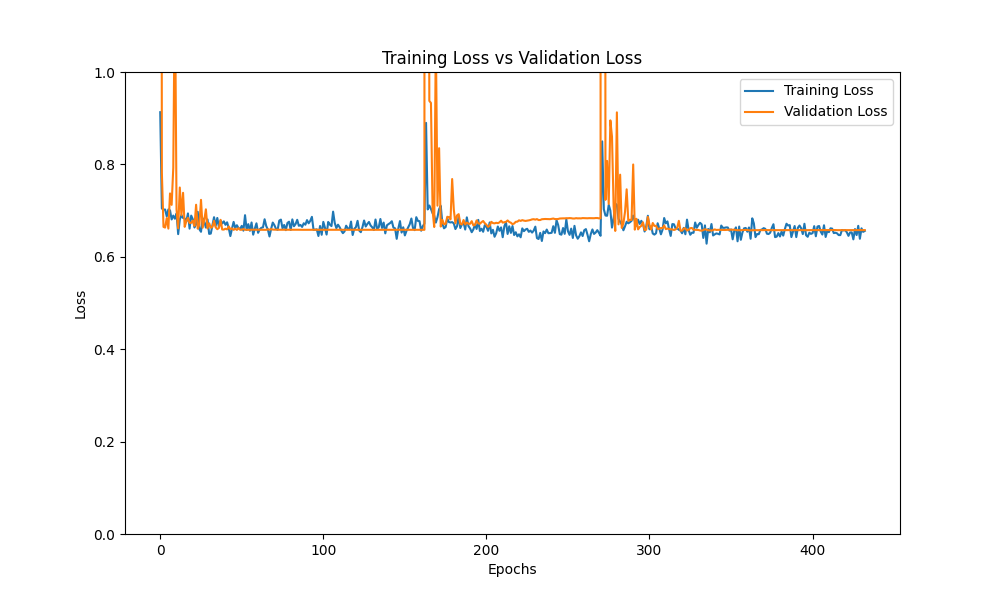 Training Loss vs Validation Loss
Training Loss
Validation Loss
Loss
1.0
0.8
0.6
0.4
0.2
0.0
0 100 200 300 400
Epochs